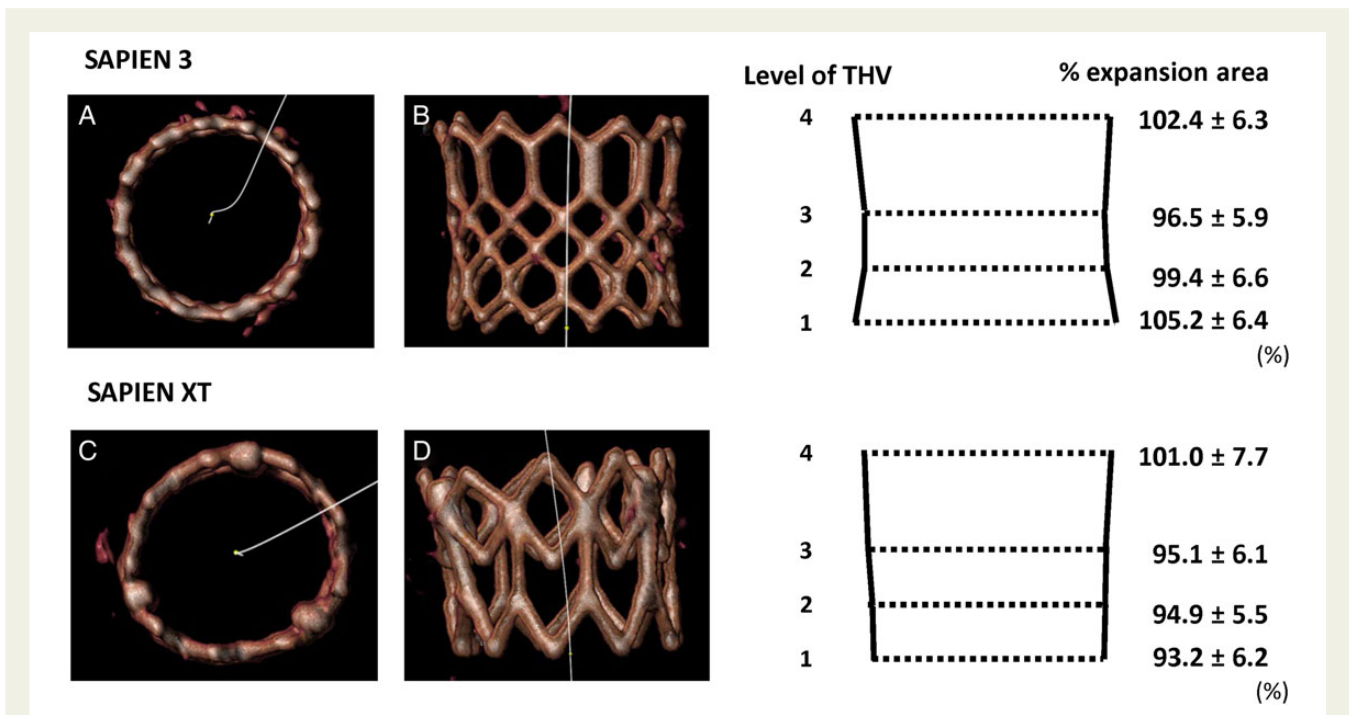 SAPIEN 3
Level of THV % expansion area
A B
4 102.4 ± 6.3
3 96.5 ± 5.9
2 99.4 ± 6.6
1 105.2 ± 6.4
(%)
SAPIEN XT
C D
4 101.0 ± 7.7
3 95.1 ± 6.1
2 94.9 ± 5.5
1 93.2 ± 6.2
(%)